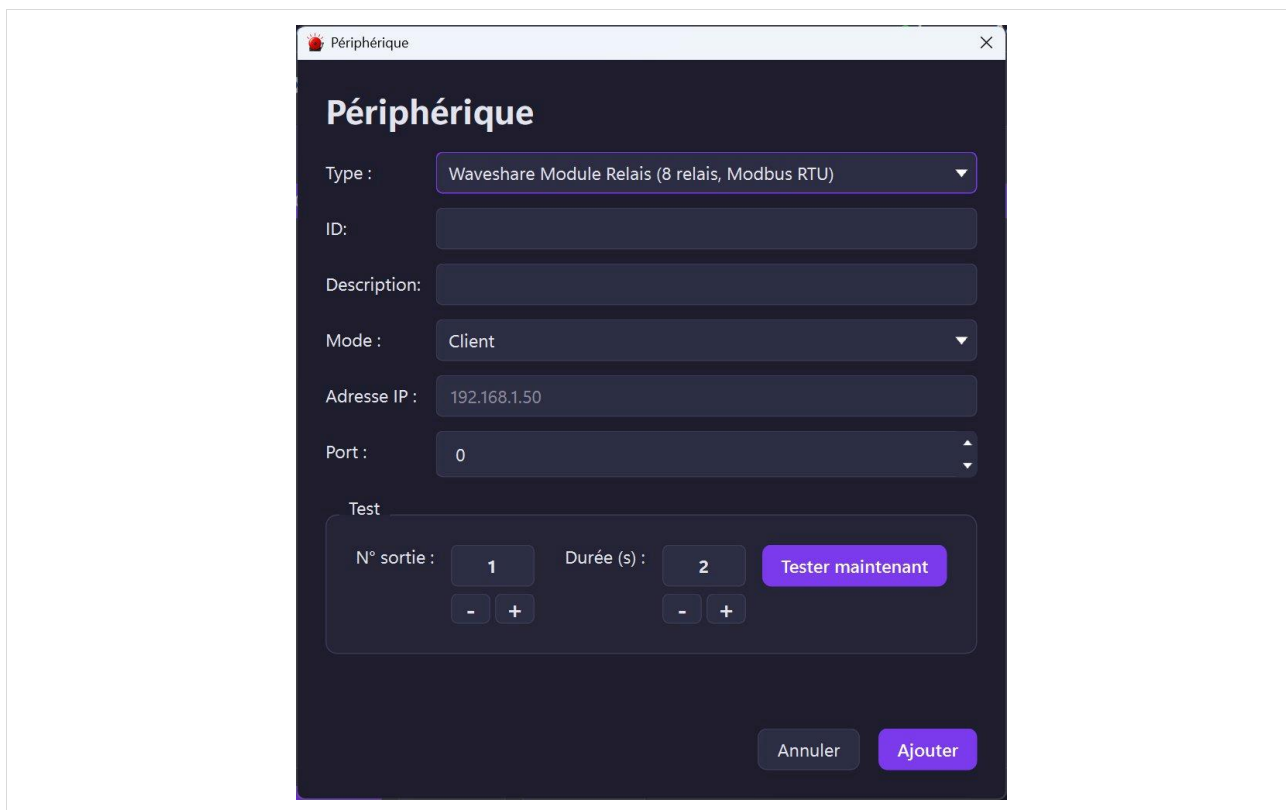 Périphérique
Périphérique
Type : Waveshare Module Relais (8 relais, Modbus RTU)
ID:
Description:
Mode : Client
Adresse IP : 192.168.1.50
Port : 0
Test
N° sortie : 1 Durée (s) : 2 Tester maintenant
- + - +
Annuler Ajouter